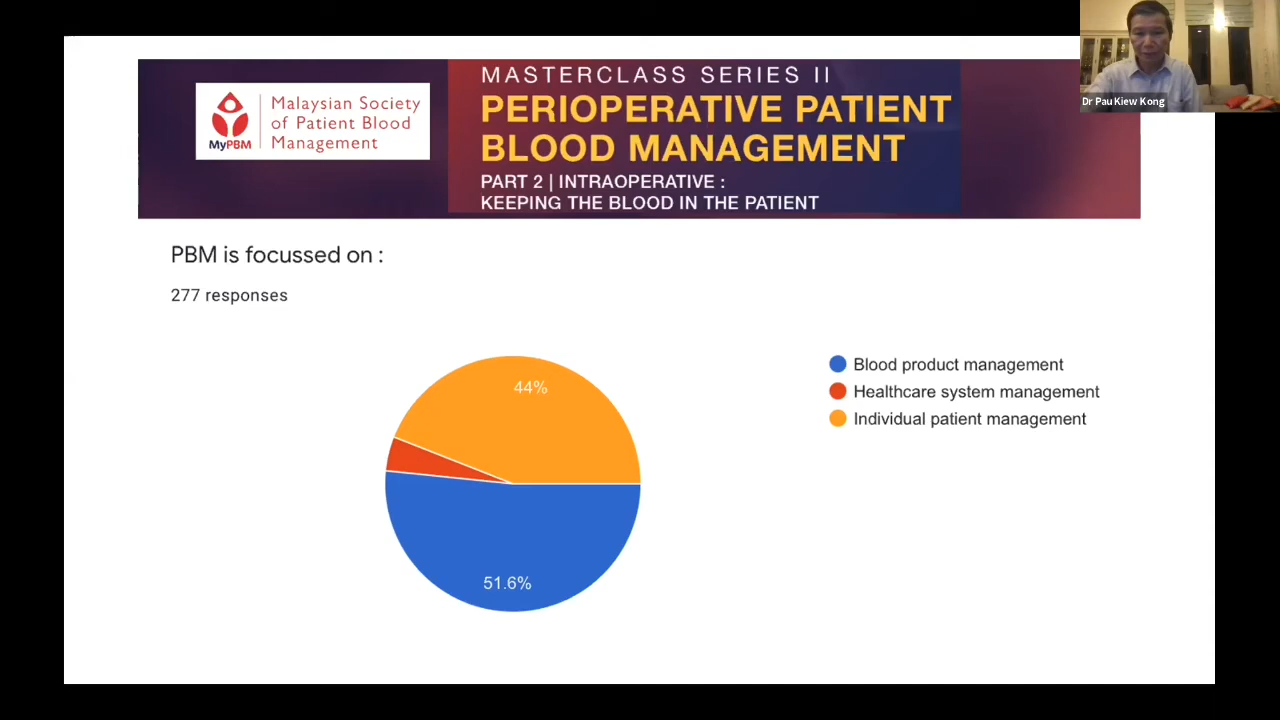 MASTERCLASS SERIES II
PERIOPERATIVE PATIENT
BLOOD MANAGEMENT
PART 2 | INTRAOPERATIVE :
KEEPING THE BLOOD IN THE PATIENT
Malaysian Society
of Patient Blood
Management
MyPBM
Dr Pau Kiew Kong
PBM is focussed on :
277 responses
44%
51.6%
Blood product management
Healthcare system management
Individual patient management